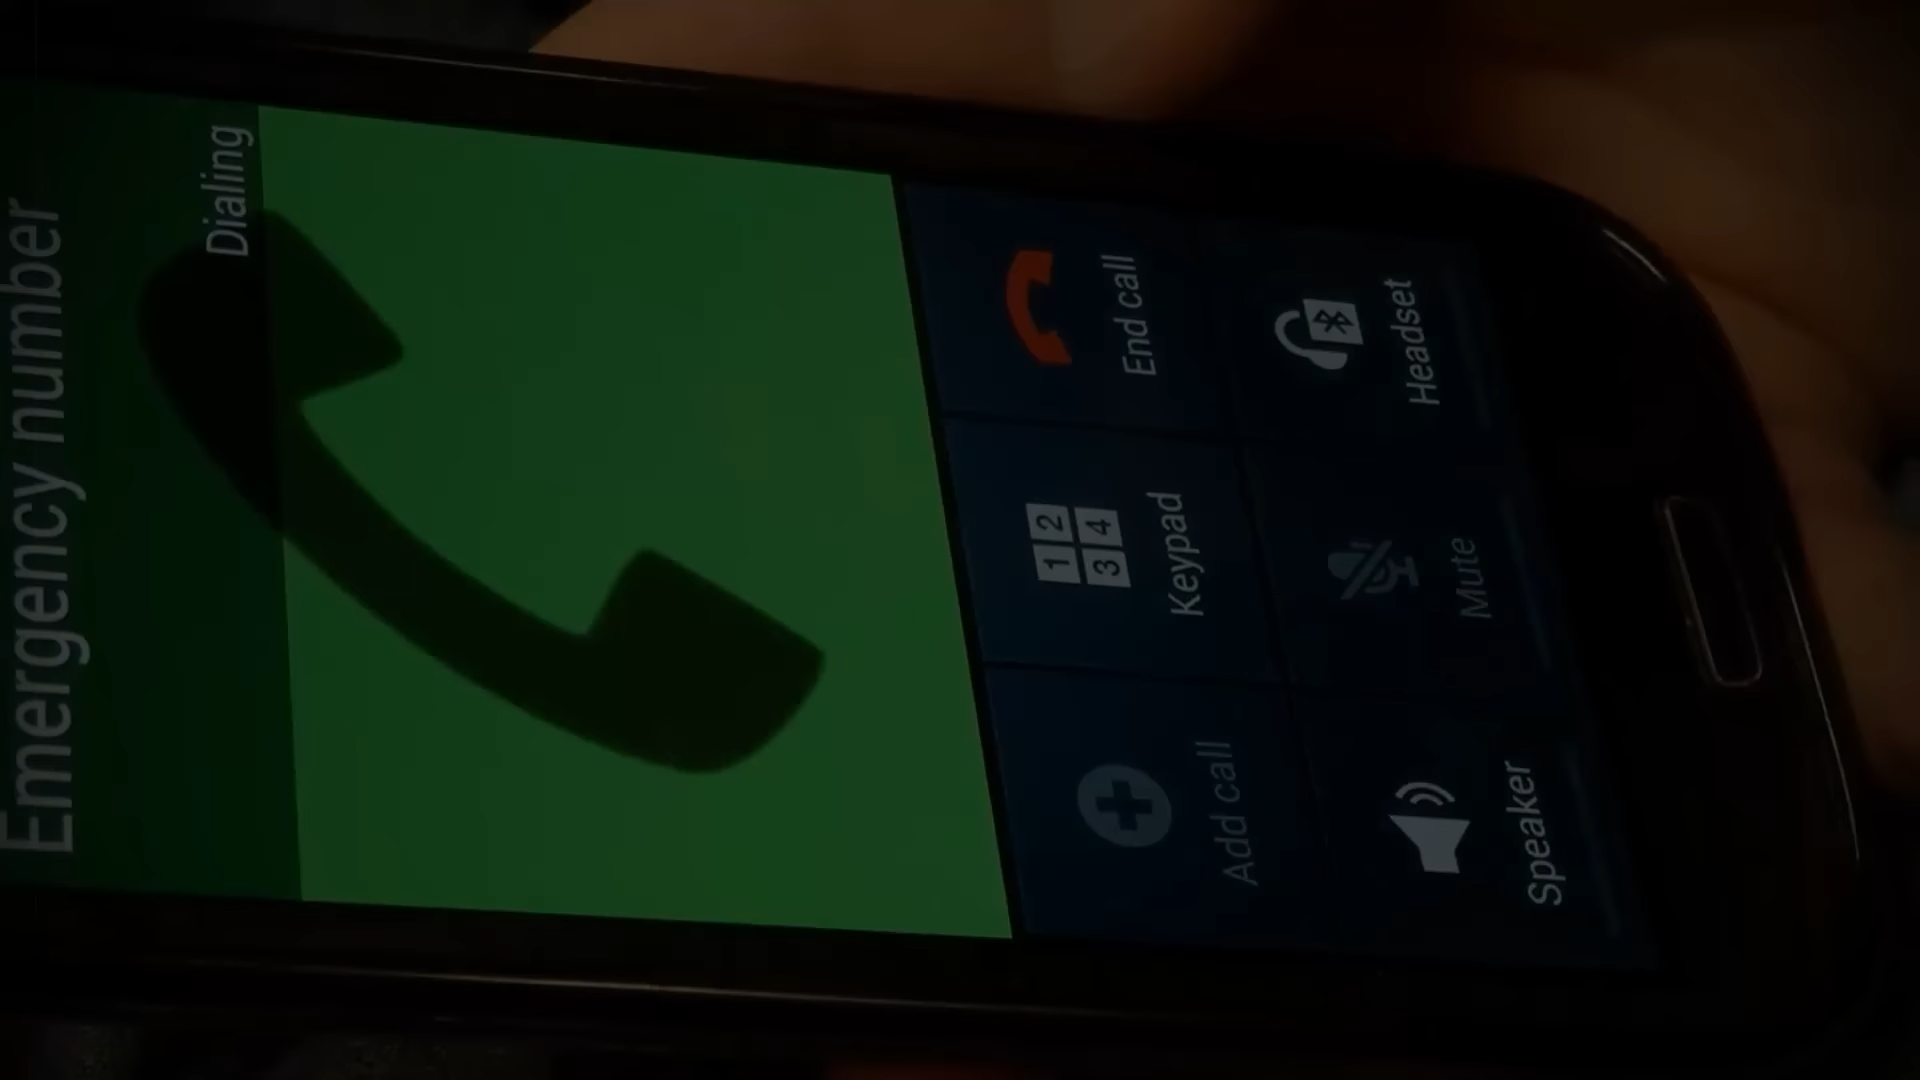 Emergency number
Dialing
Add call
1 2
3 4
Keypad
End call
Speaker
Mute
Headset